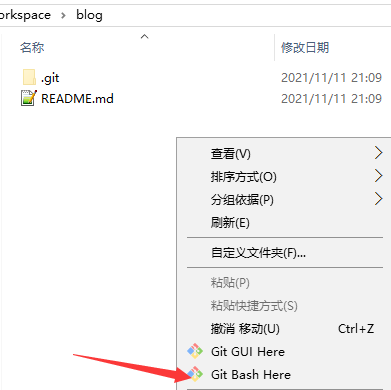 orkspace > blog
名称 修改日期
.git 2021/11/11 21:09
README.md 2021/11/11 21:09
查看(V)
排序方式(O)
分组依据(P)
刷新(E)
自定义文件夹(F)...
粘贴(P)
粘贴快捷方式(S)
撤消 移动(U) Ctrl+Z
Git GUI Here
Git Bash Here